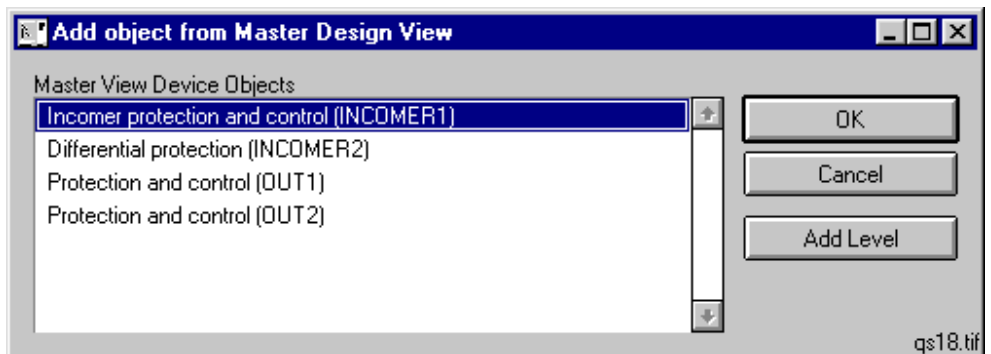 Add object from Master Design View
Master View Device Objects
Incomer protection and control (INCOMER1)
Differential protection (INCOMER2)
Protection and control (OUT1)
Protection and control (OUT2)
OK
Cancel
Add Level
qs18.tif